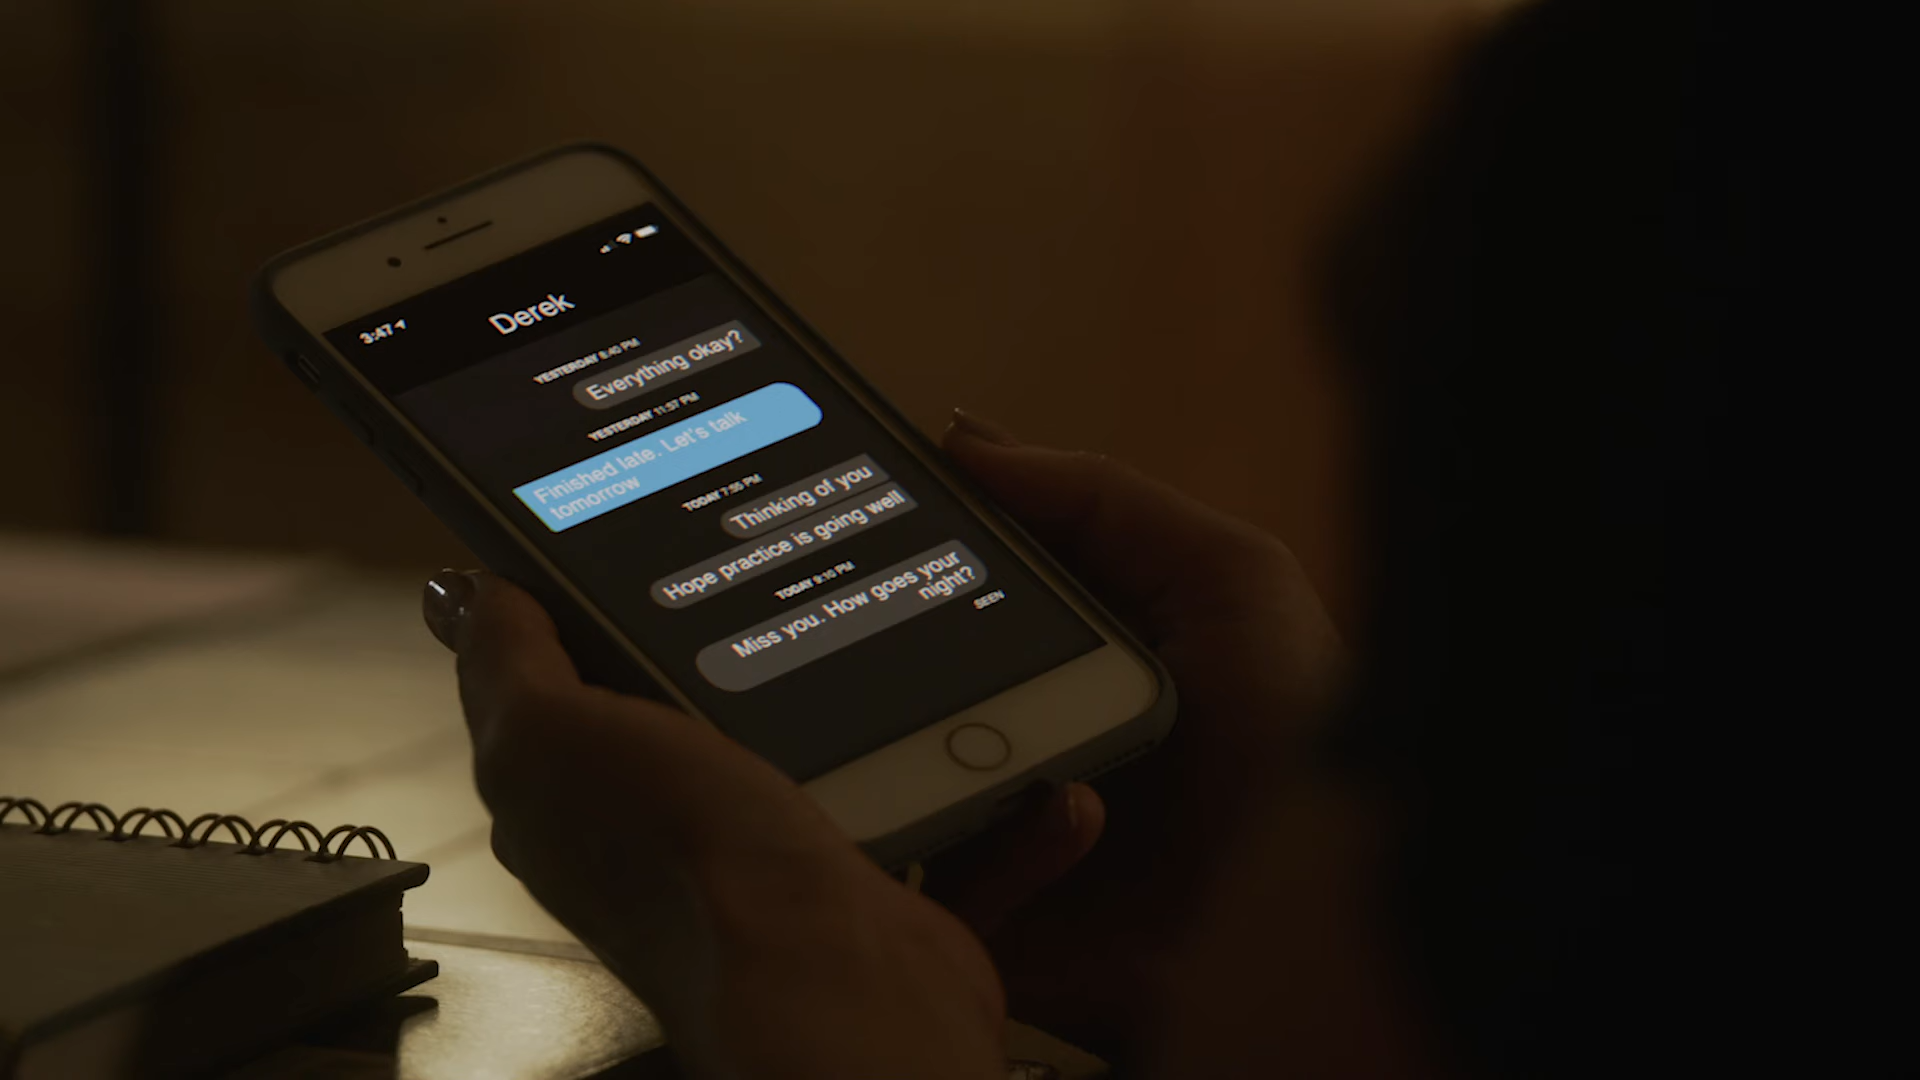 3:47
Derek
YESTERDAY 8:40 PM
Everything okay?
YESTERDAY 11:57 PM
Finished late. Let's talk
tomorrow
TODAY 7:55 PM
Thinking of you
Hope practice is going well
TODAY 9:10 PM
Miss you. How goes your
night?
SEEN